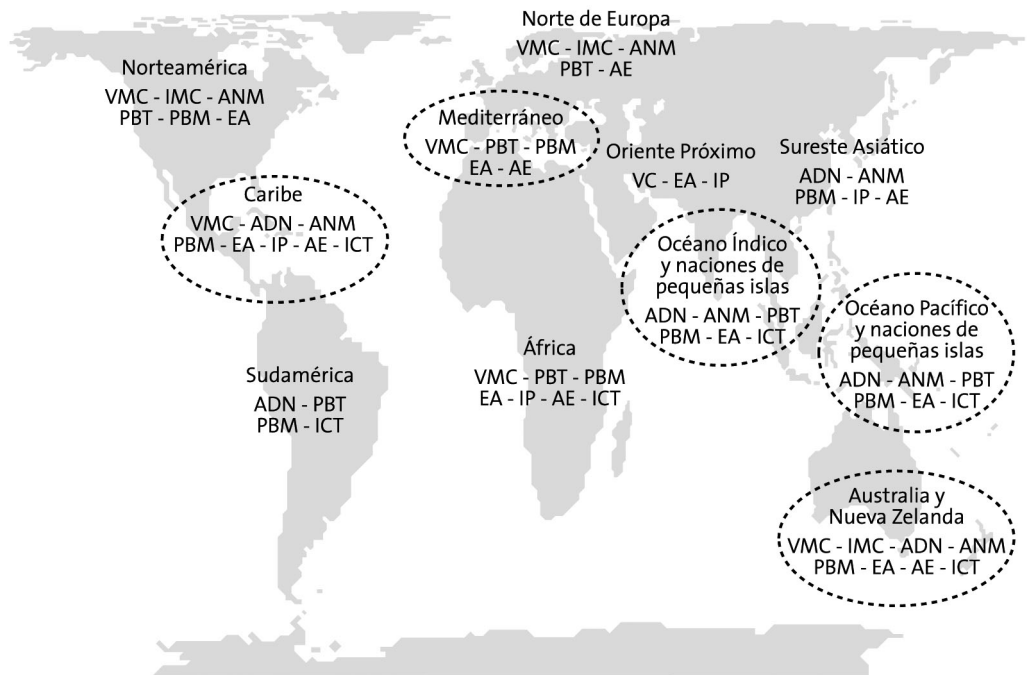 Norte de Europa
VMC - IMC - ANM
PBT - AE
Norteamérica
VMC - IMC - ANM
PBT - PBM - EA
Mediterráneo
VMC - PBT - PBM
EA - AE
Oriente Próximo
VC - EA - IP
Sureste Asiático
ADN - ANM
PBM - IP - AE
Caribe
VMC - ADN - ANM
PBM - EA - IP - AE - ICT
Océano Índico
y naciones de
pequeñas islas
ADN - ANM - PBT
PBM - EA - ICT
Océano Pacífico
y naciones de
pequeñas islas
ADN - ANM - PBT
PBM - EA - ICT
África
VMC - PBT - PBM
EA - IP - AE - ICT
Sudamérica
ADN - PBT
PBM - ICT
Australia y
Nueva Zelanda
VMC - IMC - ADN - ANM
PBM - EA - AE - ICT